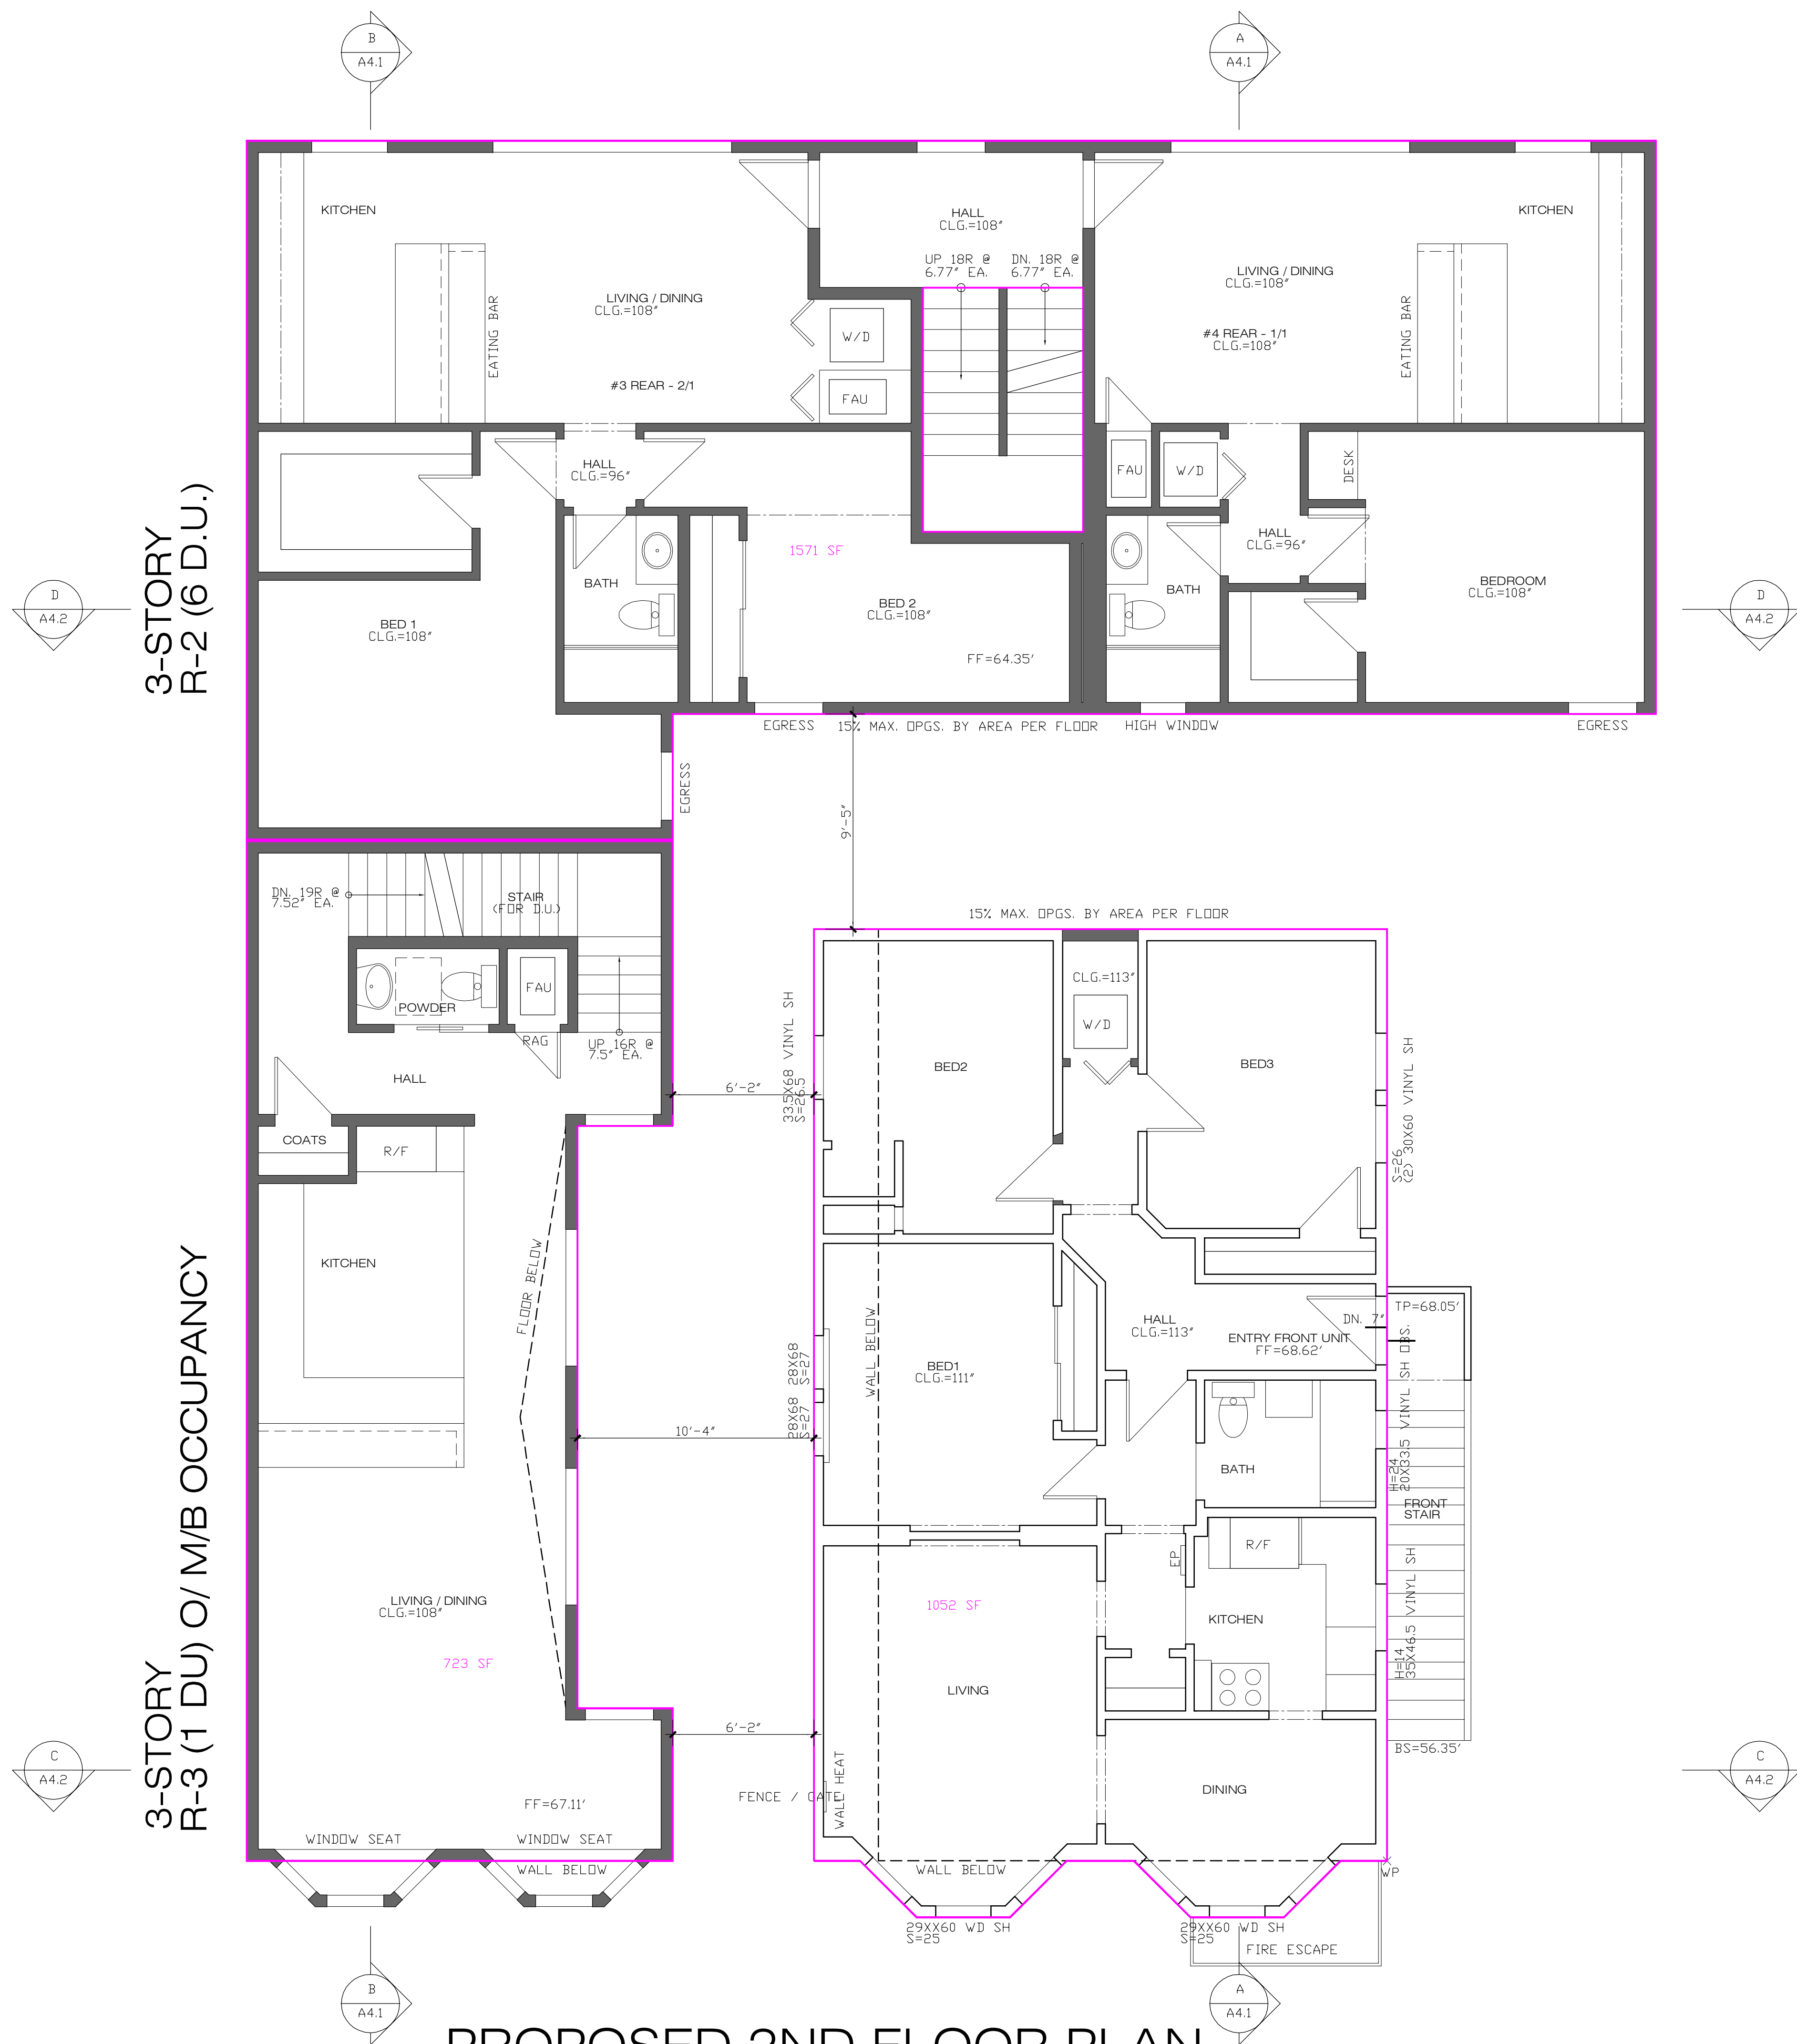 B
A4.1
A
A4.1
KITCHEN
HALL
CLG.=108"
KITCHEN
UP 18R @
6.77" EA.
DN. 18R @
6.77" EA.
LIVING / DINING
CLG.=108"
LIVING / DINING
CLG.=108"
EATING BAR
W/D
#4 REAR - 1/1
CLG.=108"
EATING BAR
#3 REAR - 2/1
FAU
HALL
CLG.=96"
FAU
W/D
DESK
3-STORY
R-2 (6 D.U.)
1571 SF
HALL
CLG.=96"
BATH
BATH
BEDROOM
CLG.=108"
D
A4.2
D
A4.2
BED 1
CLG.=108"
BED 2
CLG.=108"
FF=64.35'
EGRESS
15% MAX. OPGS. BY AREA PER FLOOR
HIGH WINDOW
EGRESS
EGRESS
9'-5"
DN. 19R @
7.52" EA.
STAIR
(FOR D.U.)
15% MAX. OPGS. BY AREA PER FLOOR
CLG=113"
FAU
POWDER
RAG
UP 16R @
7.5" EA.
W/D
33.5X68 VINYL SH
S=26.5
BED2
BED3
HALL
6'-2"
S=26
(2) 30X60 VINYL SH
COATS
R/F
KITCHEN
FLOOR BELOW
3-STORY
R-3 (1 DU) O/ M/B OCCUPANCY
TP=68.05'
DN. 7"
HALL
CLG=113"
ENTRY FRONT UNIT
FF=68.62'
WALL BELOW
BED1
CLG.=111"
28X68 28X68
S=27 S=27
10'-4"
BATH
H=24
20X33.5 VINYL SH OBS.
FRONT
STAIR
R/F
EP
LIVING / DINING
CLG.=108"
1052 SF
KITCHEN
H=14
35X46.5 VINYL SH
723 SF
LIVING
6'-2"
BS=56.35'
C
A4.2
C
A4.2
DINING
FENCE / GATE
WALL HEAT
FF=67.11'
WINDOW SEAT
WINDOW SEAT
WALL BELOW
WALL BELOW
WP
29XX60 WD SH
S=25
29XX60 WD SH
S=25
FIRE ESCAPE
B
A4.1
A
A4.1
PROPOSED 2ND FLOOR PLAN